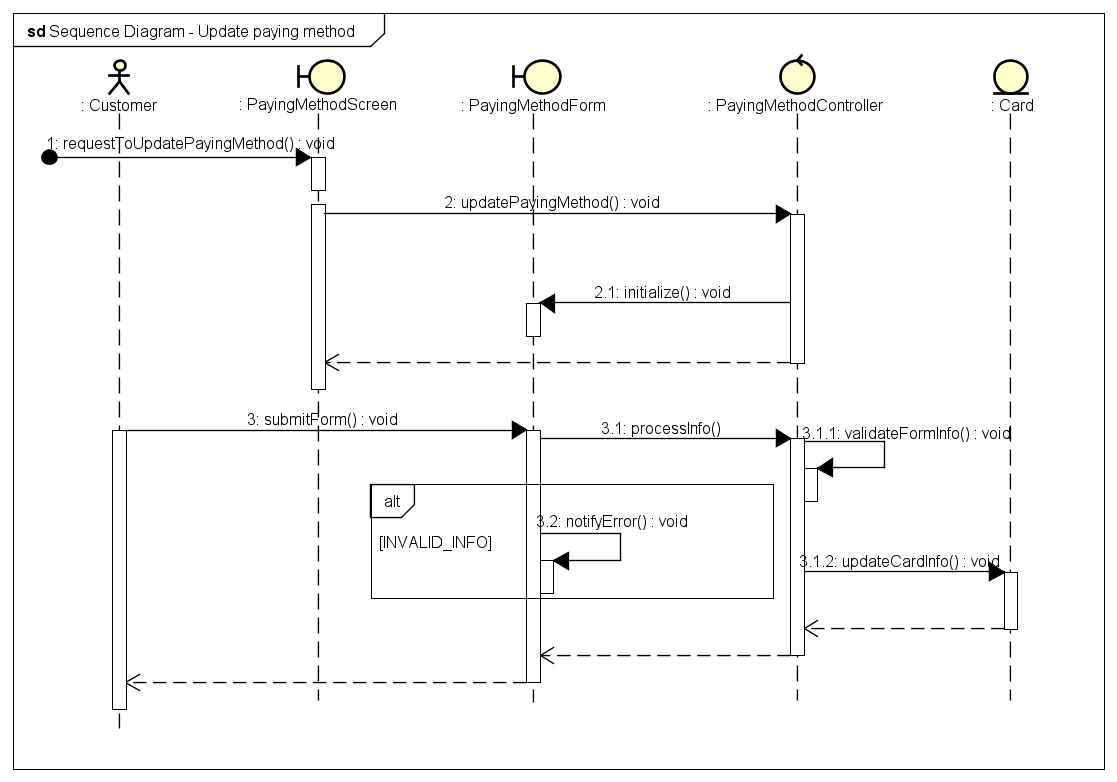 sd Sequence Diagram - Update paying method
: Customer
: PayingMethodScreen
: PayingMethodForm
: PayingMethodController
: Card
1: requestToUpdatePayingMethod() : void
2: updatePayingMethod() : void
2.1: initialize() : void
3: submitForm() : void
3.1: processInfo()
3.1.1: validateFormInfo() : void
alt
3.2: notifyError() : void
[INVALID_INFO]
3.1.2: updateCardInfo() : void